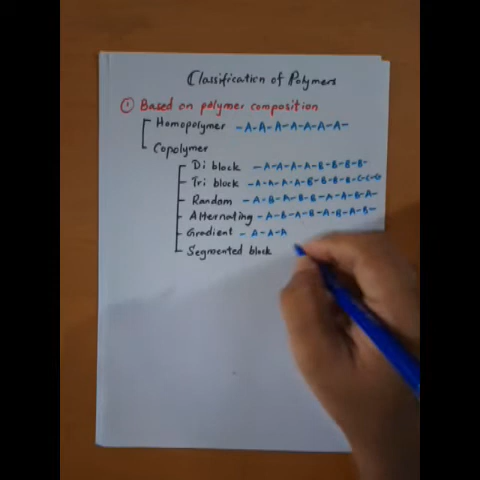 Classification of Polymers
① Based on polymer composition
Homopolymer -A-A-A-A-A-A-A-
Copolymer
Di block -A-A-A-A-B-B-B-B-
Tri block -A-A-A-A-B-B-B-B-C-C-C-C
Random -A-B-A-B-B-A-A-B-A-
Alternating -A-B-A-B-A-B-A-B-
Gradient -A-A-A
Segmented block